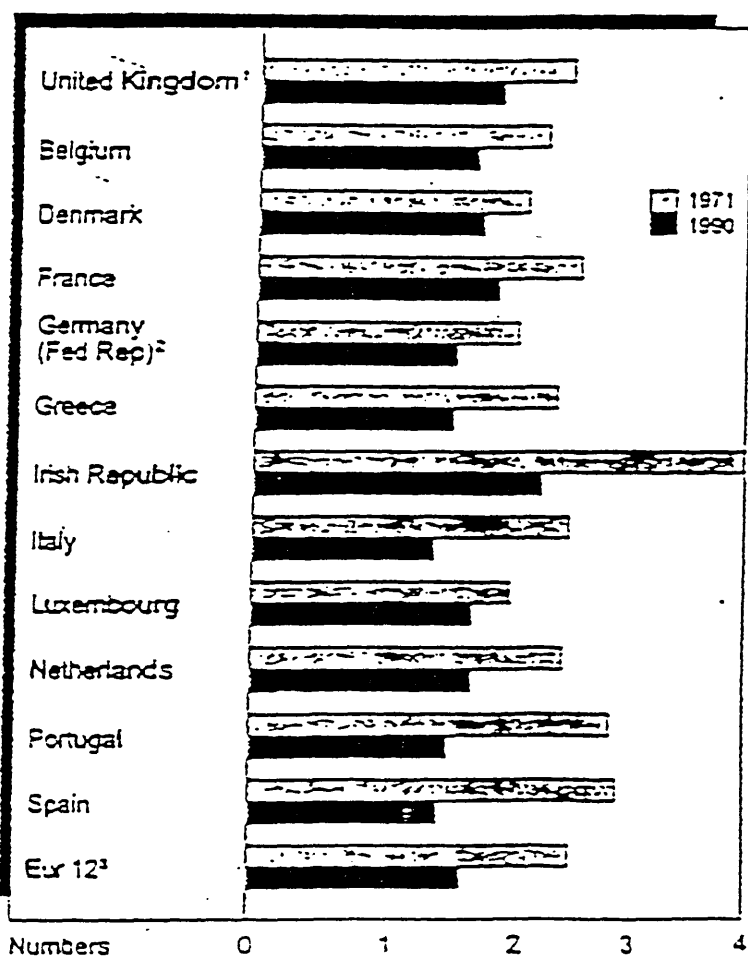 United Kingdom¹
Belgium
Denmark
1971
1990
France
Germany
(Fed Rep)²
Greece
Irish Republic
Italy
Luxembourg
Netherlands
Portugal
Spain
Eur 12³
Numbers 0 1 2 3 4